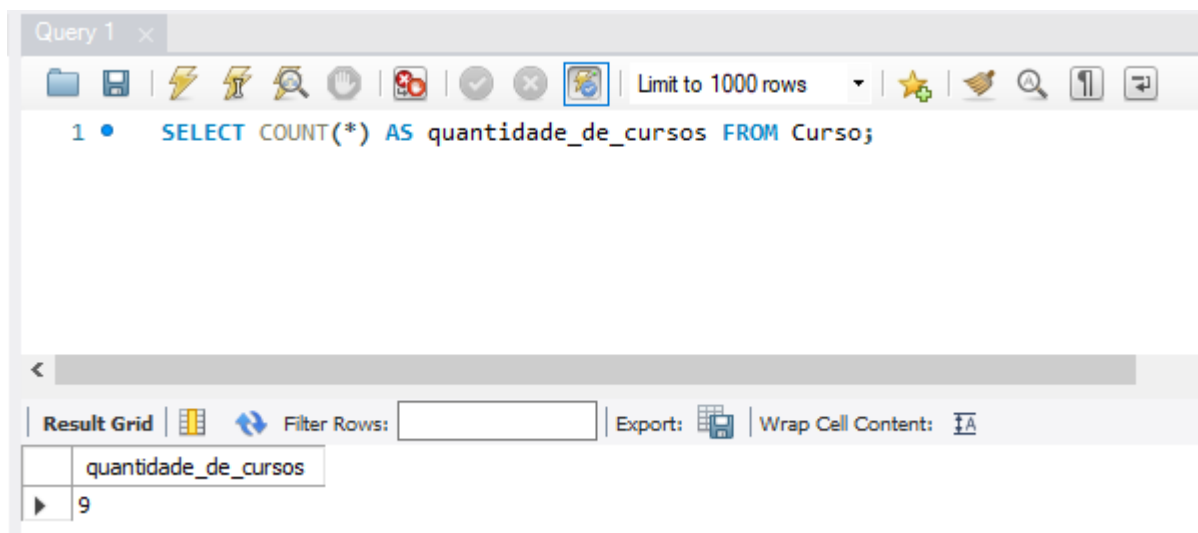 Query 1
Limit to 1000 rows
1 SELECT COUNT(*) AS quantidade_de_cursos FROM Curso;
Result Grid Filter Rows: Export: Wrap Cell Content: IA
quantidade_de_cursos
9